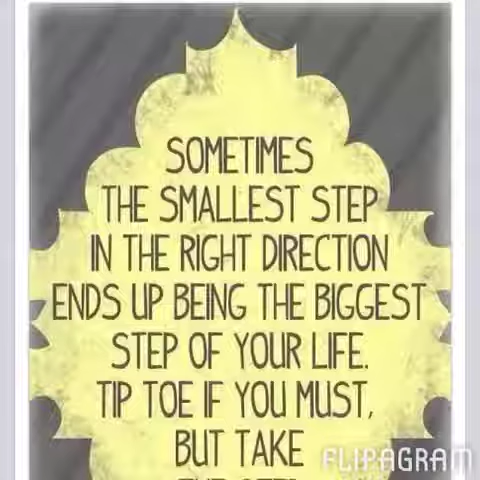 SOMETIMES
THE SMALLEST STEP
IN THE RIGHT DIRECTION
ENDS UP BEING THE BIGGEST
STEP OF YOUR LIFE.
TIP TOE IF YOU MUST,
BUT TAKE
FLIPAGRAM